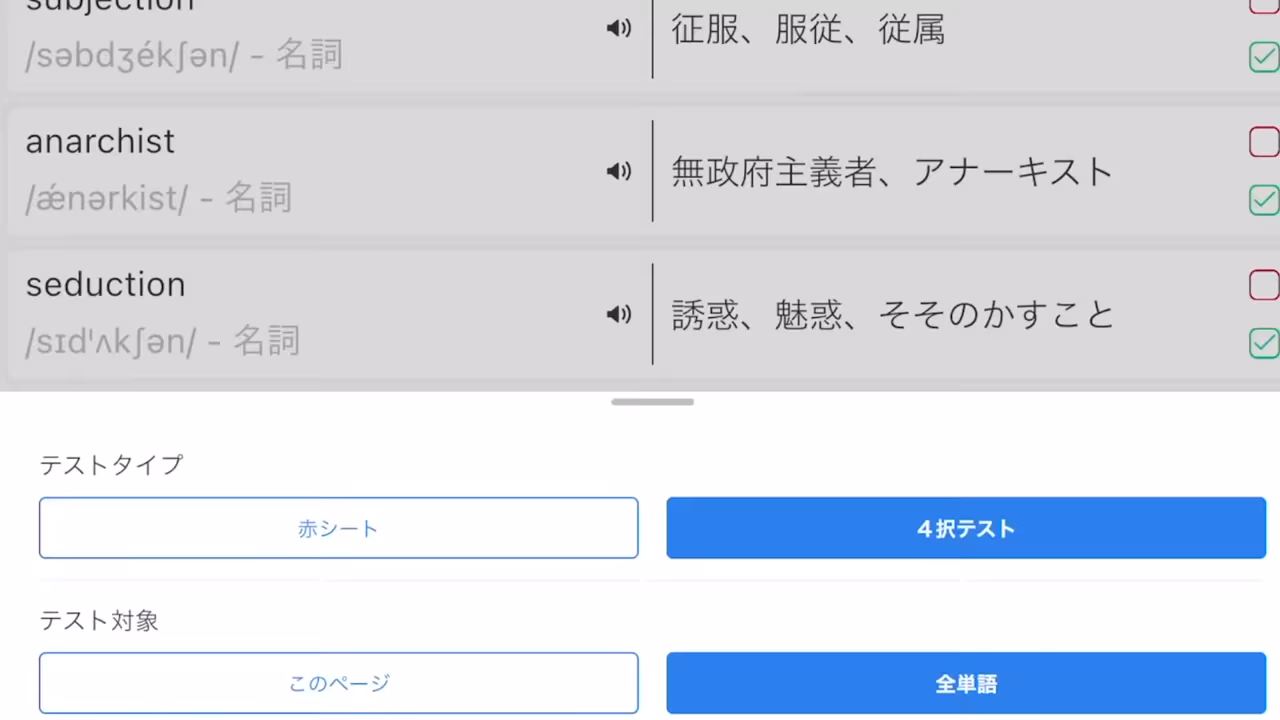 subjection
/səbdʒékʃən/ - 名詞
征服、服従、従属
anarchist
/ǽnərkist/ - 名詞
無政府主義者、アナーキスト
seduction
/sɪd'ʌkʃən/ - 名詞
誘惑、魅惑、そそのかすこと
テストタイプ
赤シート
４択テスト
テスト対象
このページ
全単語